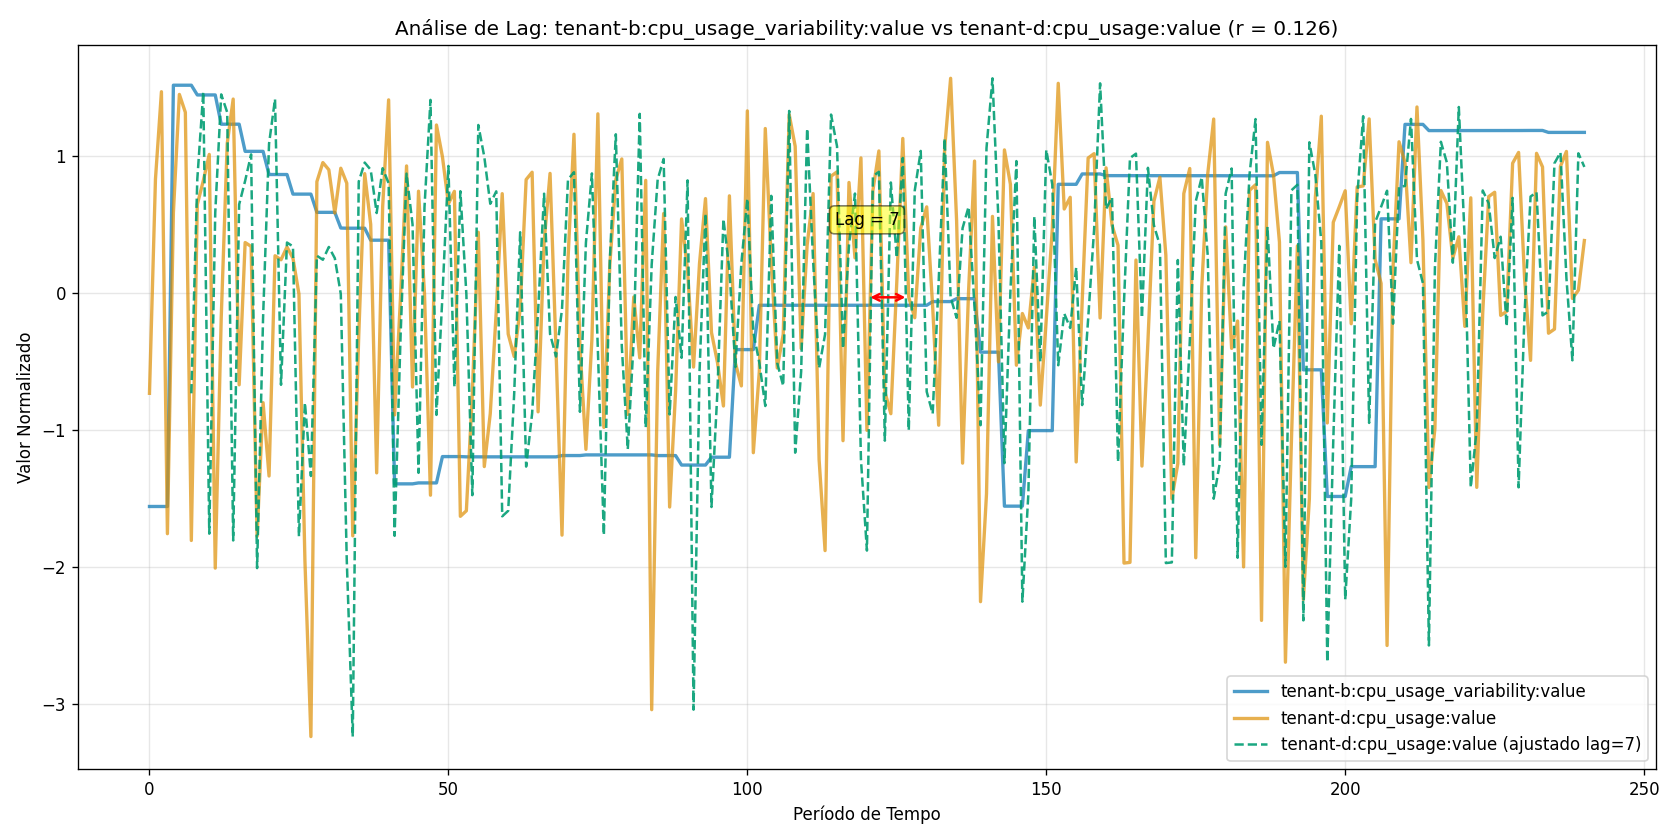 Análise de Lag: tenant-b:cpu_usage_variability:value vs tenant-d:cpu_usage:value (r = 0.126)
Valor Normalizado
1
0
−1
−2
−3
Lag = 7
tenant-b:cpu_usage_variability:value
tenant-d:cpu_usage:value
tenant-d:cpu_usage:value (ajustado lag=7)
0 50 100 150 200 250
Período de Tempo